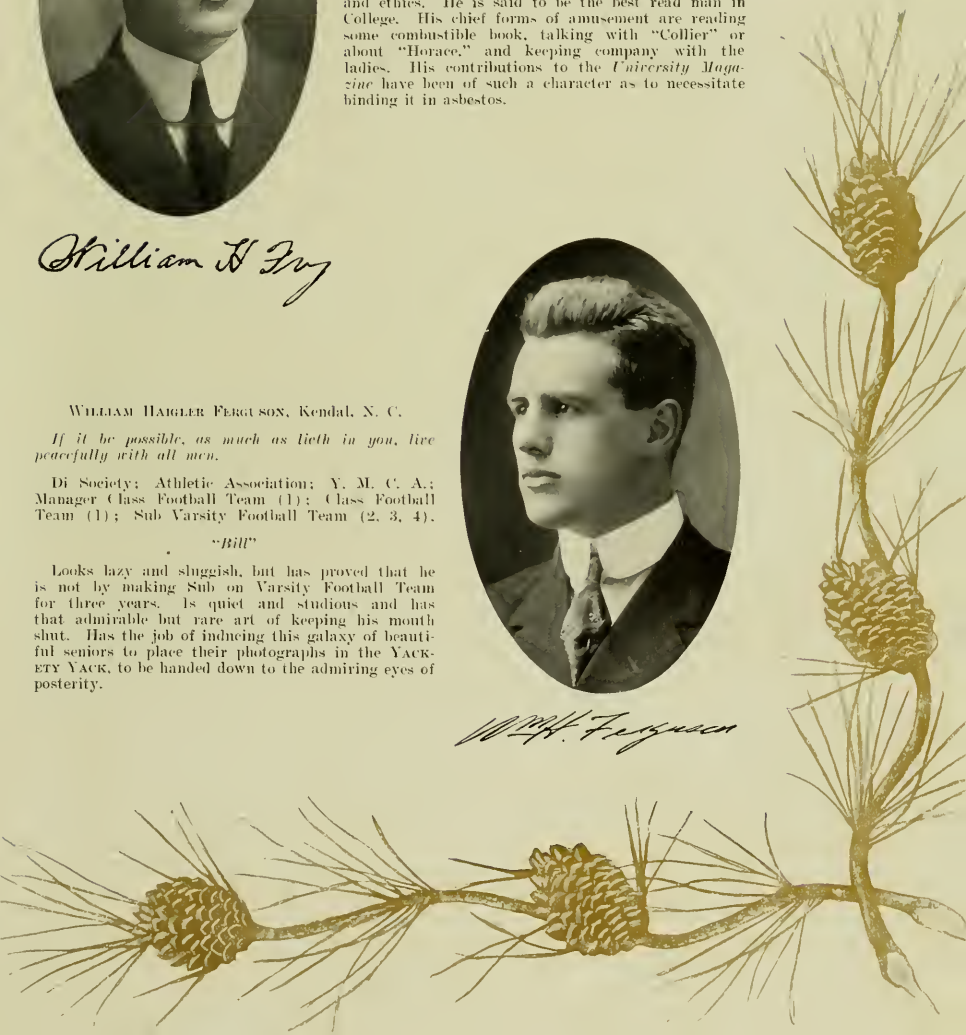 and ethics. He is said to be the best read man in
College. His chief forms of amusement are reading
some combustible book, talking with "Collier" or
about "Horace," and keeping company with the
ladies. His contributions to the University Maga-
zine have been of such a character as to necessitate
binding it in asbestos.
William H Fry
WILLIAM HAIGLER FERGUSON, Kendal, N. C.
If it be possible, as much as lieth in you, live
peacefully with all men.
Di Society; Athletic Association; Y. M. C. A.;
Manager Class Football Team (1); Class Football
Team (1); Sub Varsity Football Team (2, 3, 4).
"Bill"
Looks lazy and sluggish, but has proved that he
is not by making Sub on Varsity Football Team
for three years. Is quiet and studious and has
that admirable but rare art of keeping his mouth
shut. Has the job of inducing this galaxy of beauti-
ful seniors to place their photographs in the YACK-
ETY YACK, to be handed down to the admiring eyes of
posterity.
Wm H. Ferguson